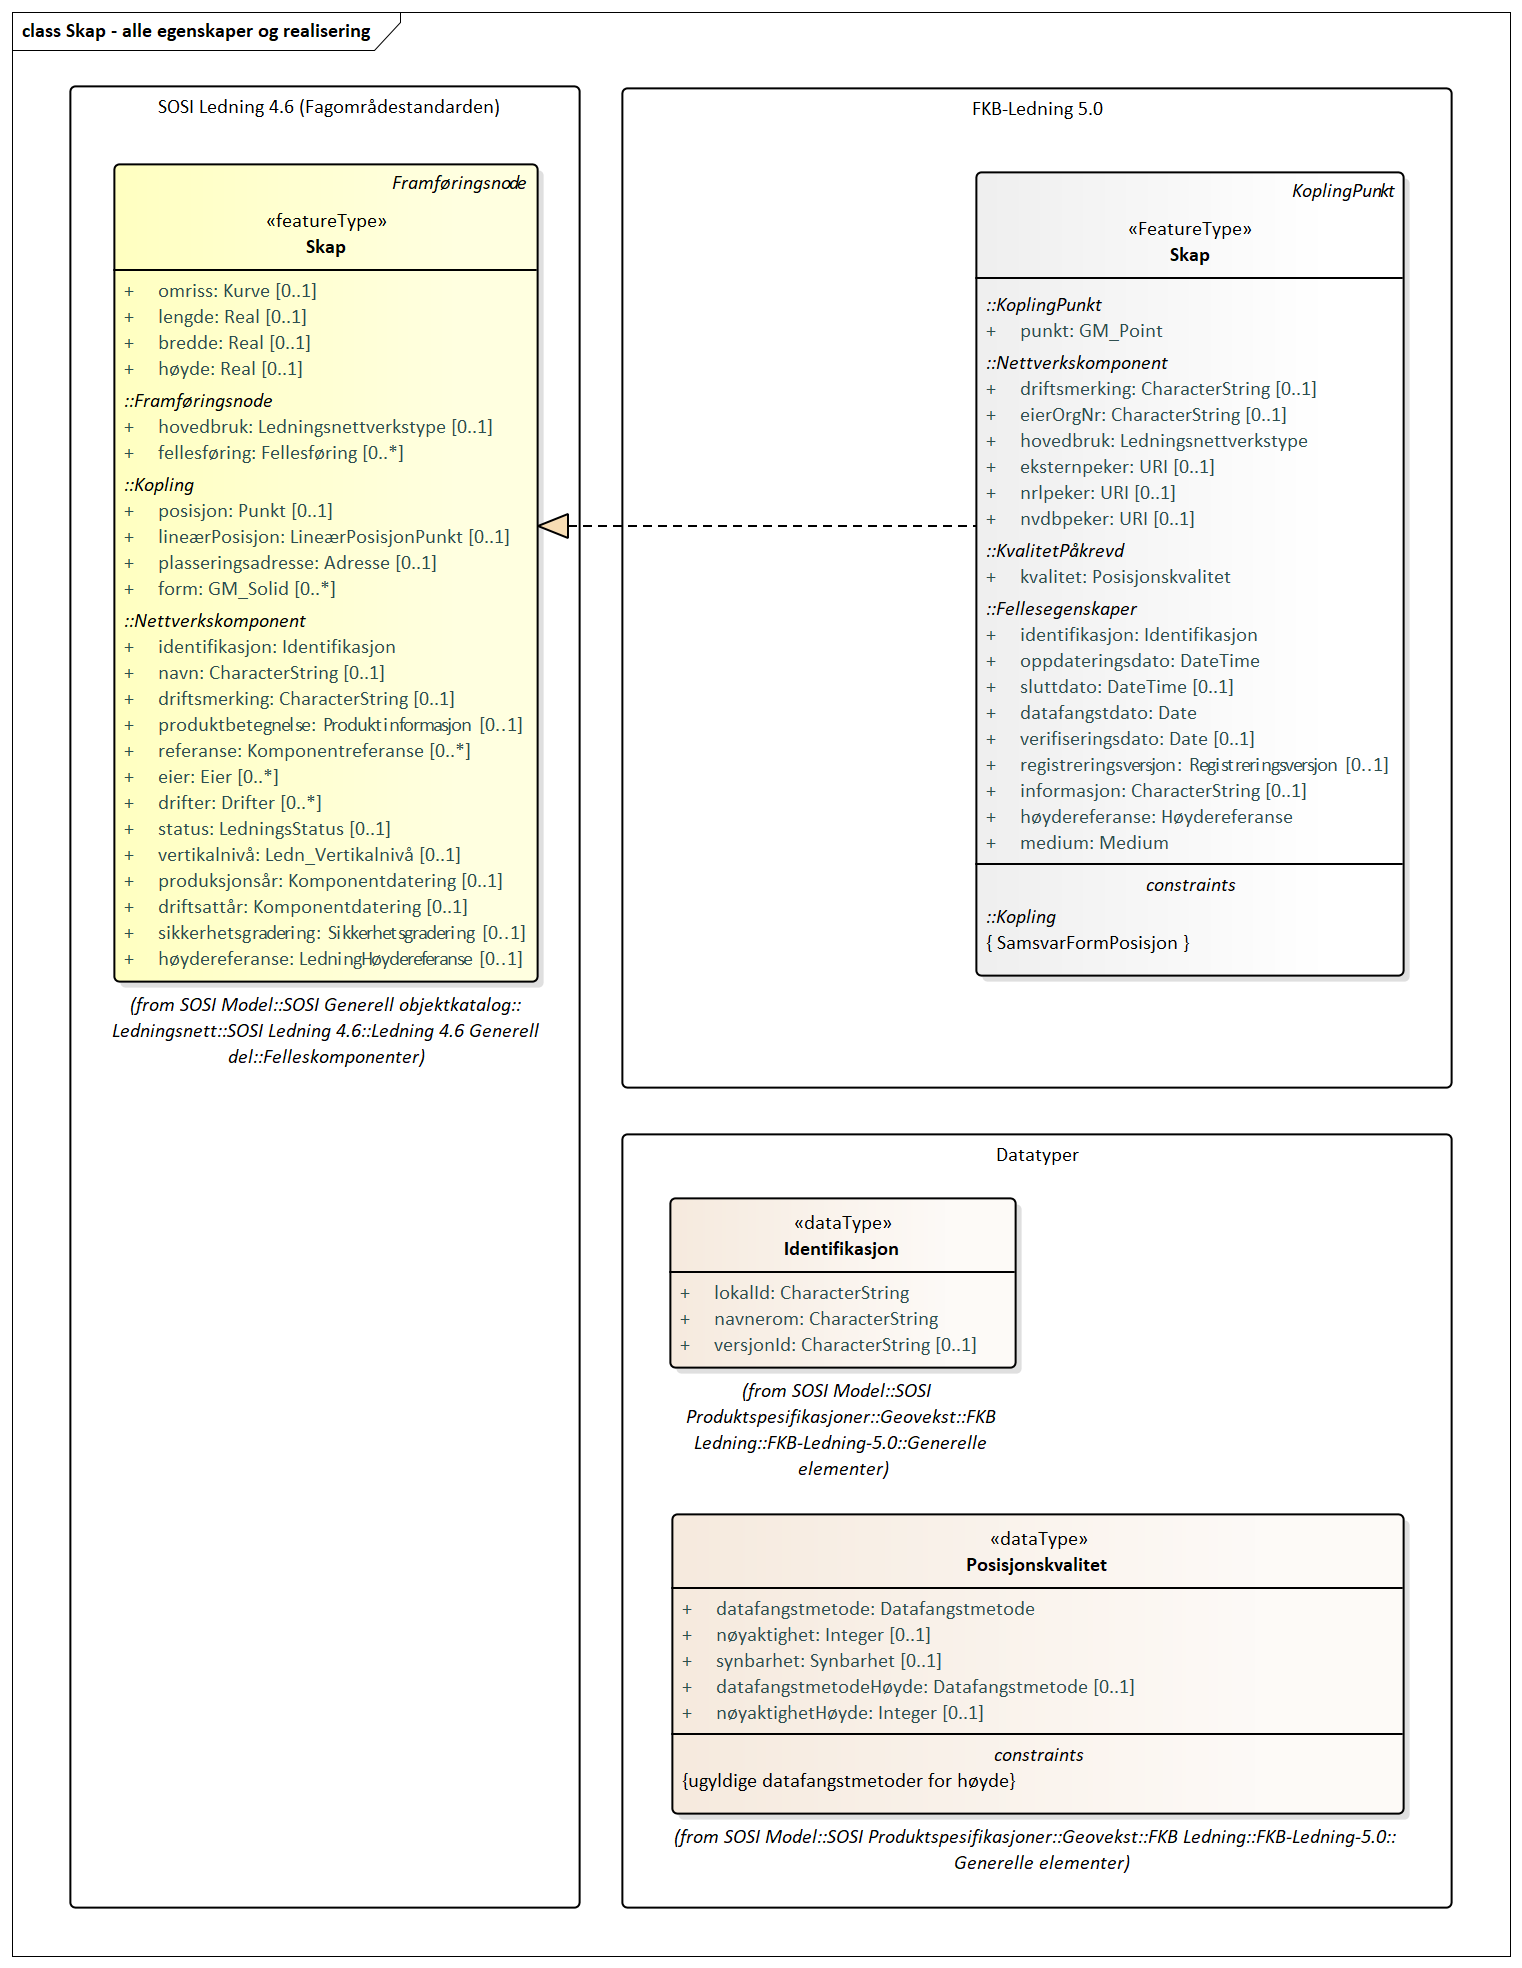 class Skap - alle egenskaper og realisering
SOSI Ledning 4.6 (Fagområdestandarden)
Framføringsnode
«featureType»
Skap
+ omriss: Kurve [0..1]
+ lengde: Real [0..1]
+ bredde: Real [0..1]
+ høyde: Real [0..1]
::Framføringsnode
+ hovedbruk: Ledningsnettverkstype [0..1]
+ fellesføring: Fellesføring [0..*]
::Kopling
+ posisjon: Punkt [0..1]
+ lineærPosisjon: LineærPosisjonPunkt [0..1]
+ plasseringsadresse: Adresse [0..1]
+ form: GM_Solid [0..*]
::Nettverkskomponent
+ identifikasjon: Identifikasjon
+ navn: CharacterString [0..1]
+ driftsmerking: CharacterString [0..1]
+ produktbetegnelse: Produktinformasjon [0..1]
+ referanse: Komponentreferanse [0..*]
+ eier: Eier [0..*]
+ drifter: Drifter [0..*]
+ status: LedningsStatus [0..1]
+ vertikalnivå: Ledn_Vertikalnivå [0..1]
+ produksjonsår: Komponentdatering [0..1]
+ driftsattår: Komponentdatering [0..1]
+ sikkerhetsgradering: Sikkerhetsgradering [0..1]
+ høydereferanse: LedningHøydereferanse [0..1]
(from SOSI Model::SOSI Generell objektkatalog::
Ledningsnett::SOSI Ledning 4.6::Ledning 4.6 Generell
del::Felleskomponenter)
FKB-Ledning 5.0
KoplingPunkt
«FeatureType»
Skap
::KoplingPunkt
+ punkt: GM_Point
::Nettverkskomponent
+ driftsmerking: CharacterString [0..1]
+ eierOrgNr: CharacterString [0..1]
+ hovedbruk: Ledningsnettverkstype
+ eksternpeker: URI [0..1]
+ nrlpeker: URI [0..1]
+ nvdbpeker: URI [0..1]
::KvalitetPåkrevd
+ kvalitet: Posisjonskvalitet
::Fellesegenskaper
+ identifikasjon: Identifikasjon
+ oppdateringsdato: DateTime
+ sluttdato: DateTime [0..1]
+ datafangstdato: Date
+ verifiseringsdato: Date [0..1]
+ registreringsversjon: Registreringsversjon [0..1]
+ informasjon: CharacterString [0..1]
+ høydereferanse: Høydereferanse
+ medium: Medium
constraints
::Kopling
{ SamsvarFormPosisjon }
Datatyper
«dataType»
Identifikasjon
+ lokalId: CharacterString
+ navnerom: CharacterString
+ versjonId: CharacterString [0..1]
(from SOSI Model::SOSI
Produktspesifikasjoner::Geovekst::FKB
Ledning::FKB-Ledning-5.0::Generelle
elementer)
«dataType»
Posisjonskvalitet
+ datafangstmetode: Datafangstmetode
+ nøyaktighet: Integer [0..1]
+ synbarhet: Synbarhet [0..1]
+ datafangstmetodeHøyde: Datafangstmetode [0..1]
+ nøyaktighetHøyde: Integer [0..1]
constraints
{ugyldige datafangstmetoder for høyde}
(from SOSI Model::SOSI Produktspesifikasjoner::Geovekst::FKB Ledning::FKB-Ledning-5.0::
Generelle elementer)